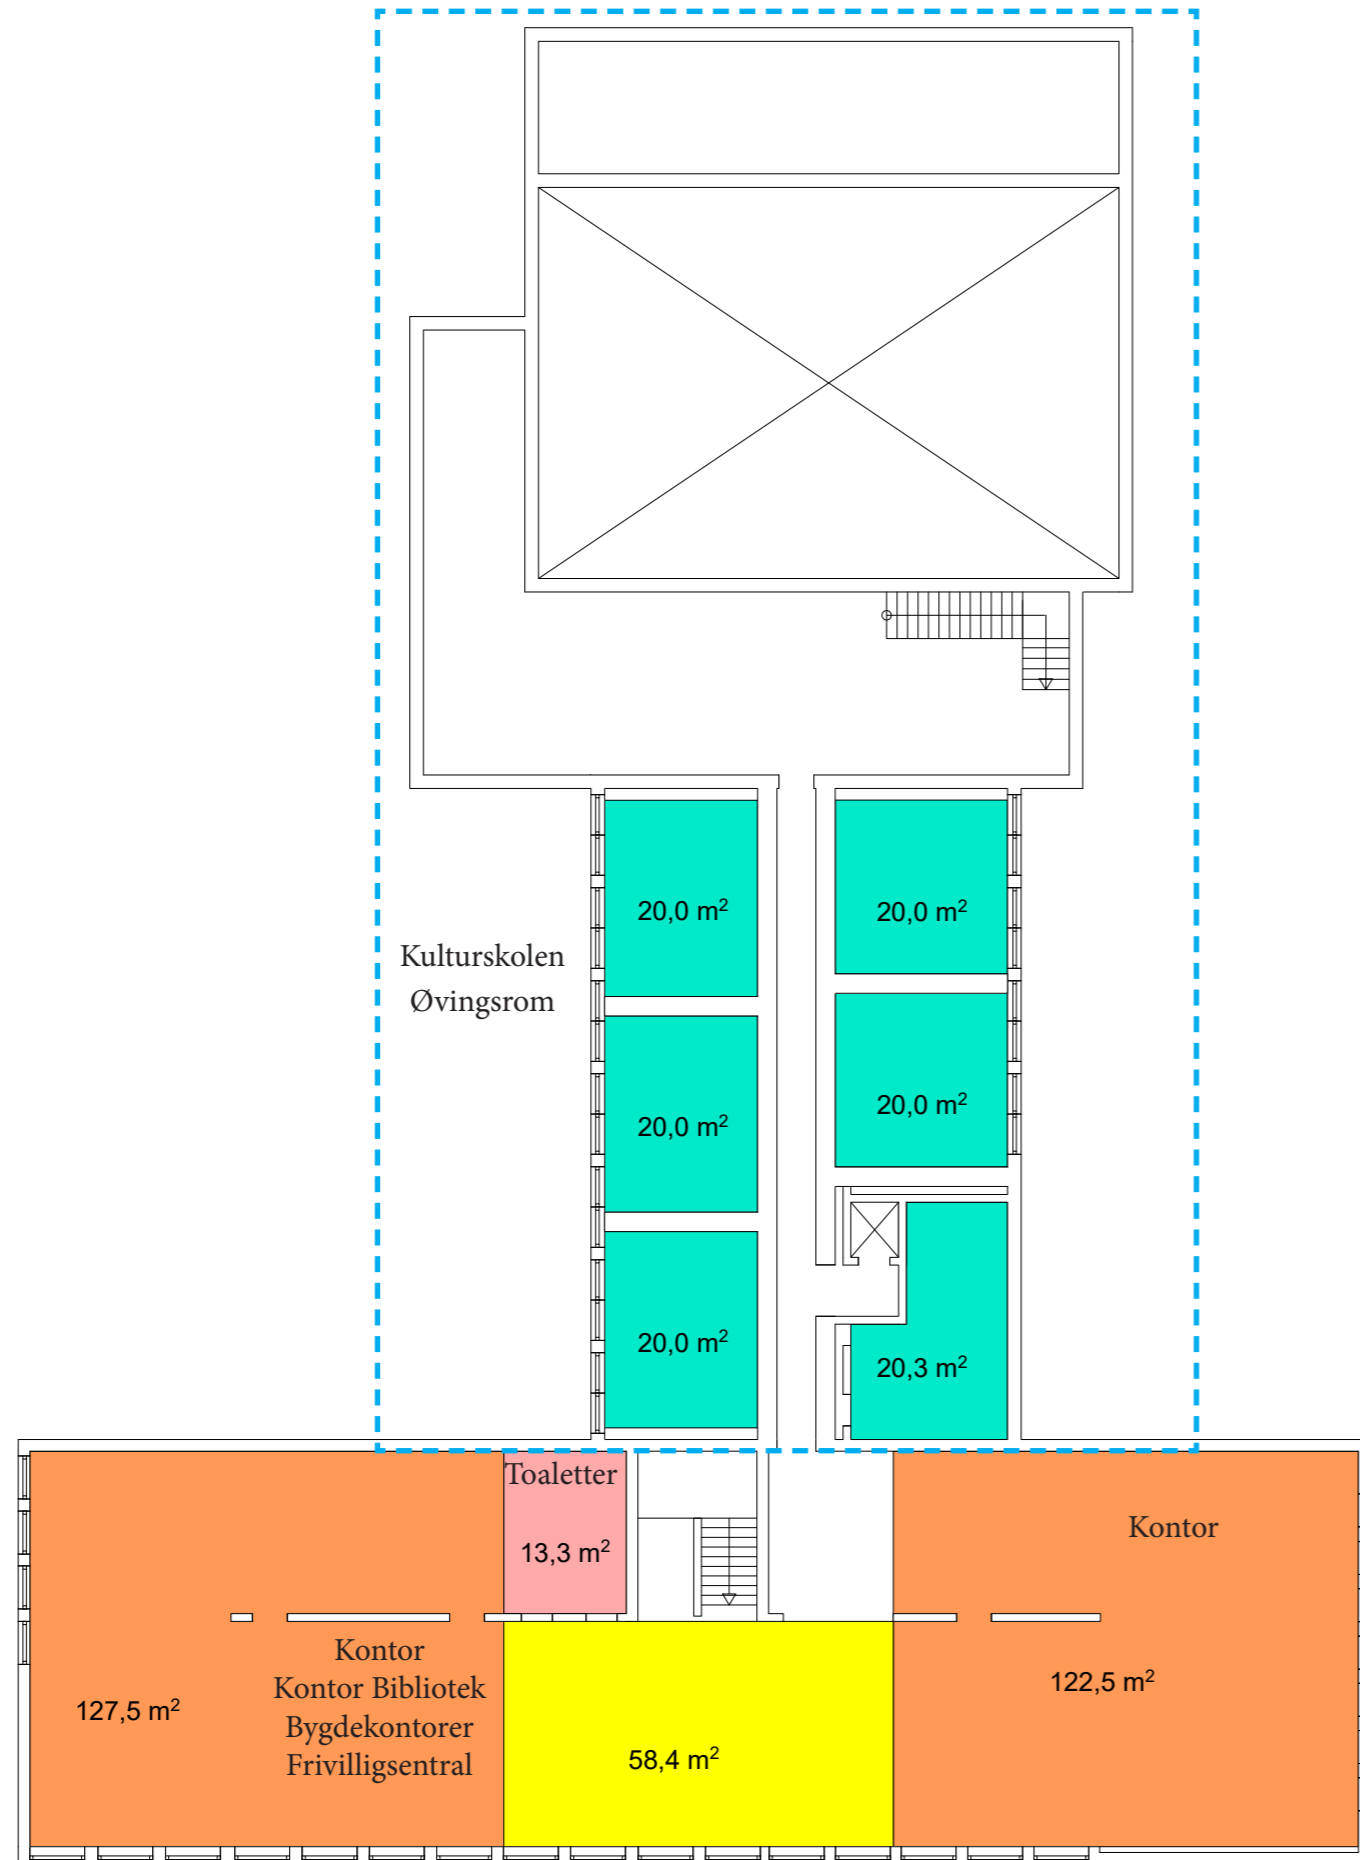 20,0 m²
20,0 m²
Kulturskolen
Øvingsrom
20,0 m²
20,0 m²
20,0 m²
20,3 m²
Toaletter
13,3 m²
Kontor
Kontor
Kontor Bibliotek
Bygdekontorer
Frivilligsentral
127,5 m²
58,4 m²
122,5 m²